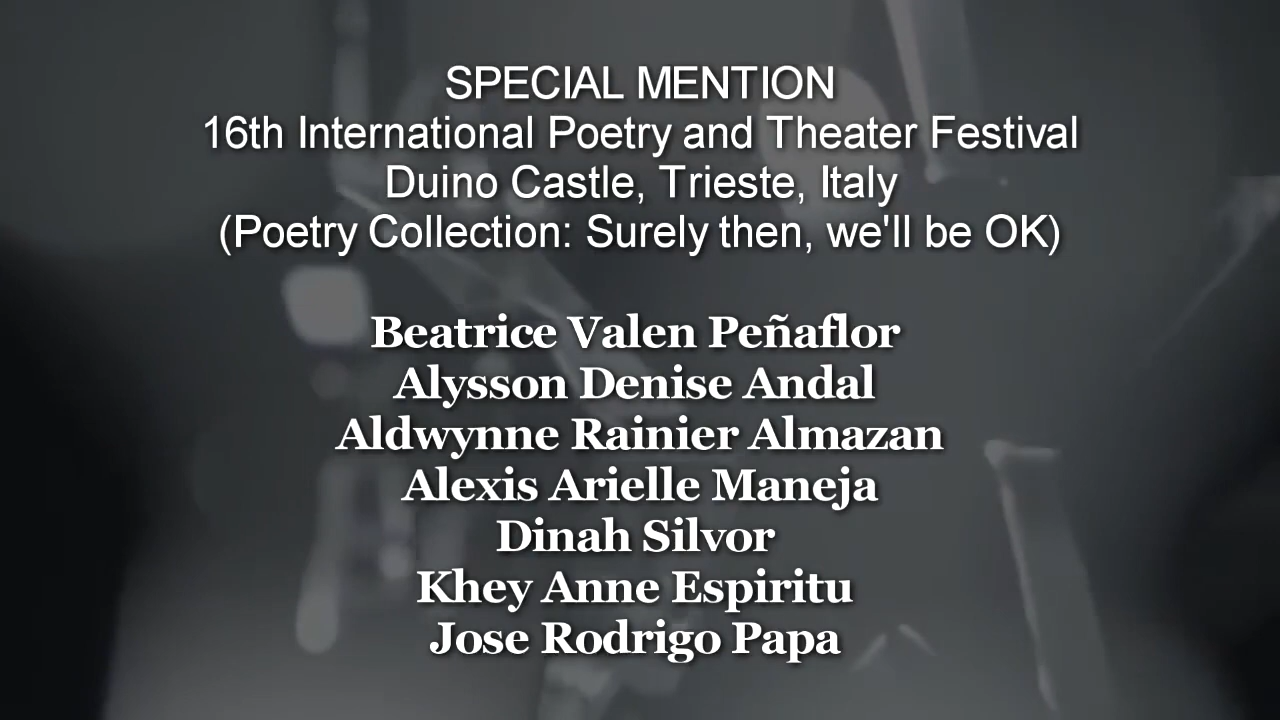 SPECIAL MENTION
16th International Poetry and Theater Festival
Duino Castle, Trieste, Italy
(Poetry Collection: Surely then, we'll be OK)
Beatrice Valen Peñaflor
Alysson Denise Andal
Aldwynne Rainier Almazan
Alexis Arielle Maneja
Dinah Silvor
Khey Anne Espiritu
Jose Rodrigo Papa